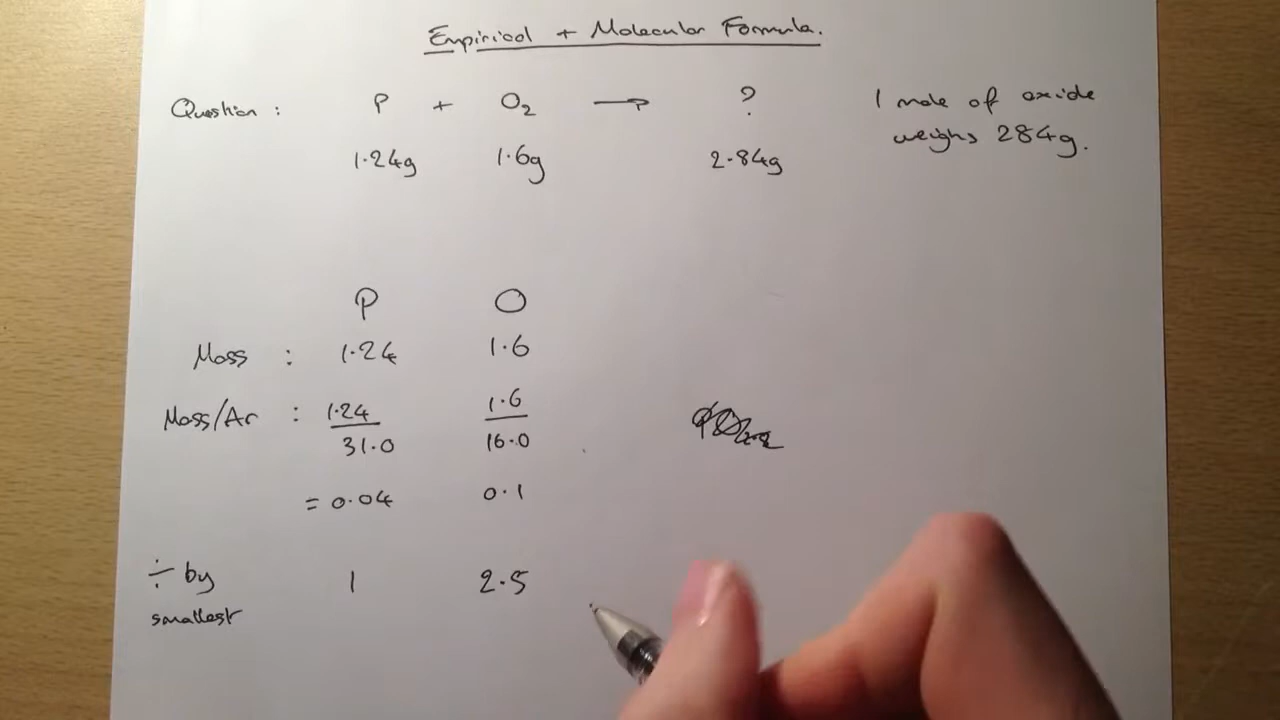 Empirical + Molecular Formula.
Question : P + O2 → ? 1 mole of oxide
weighs 284g.
1.24g 1.6g 2.84g
P O
Mass : 1.24 1.6
Mass/Ar : 1.24 1.6
31.0 16.0
= 0.04 0.1
÷ by 1 2.5
smallest